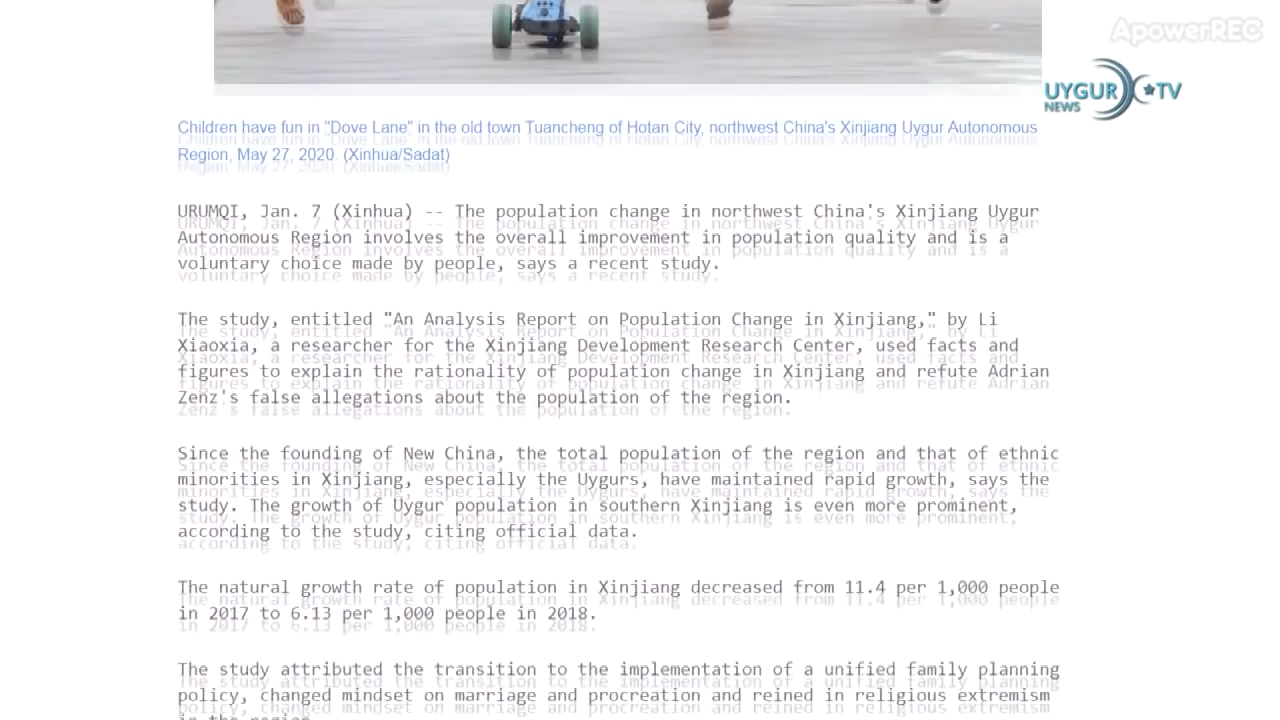 ApowerREC
UYGUR TV
NEWS
Children have fun in "Dove Lane" in the old town Tuancheng of Hotan City, northwest China's Xinjiang Uygur Autonomous
Region, May 27, 2020. (Xinhua/Sadat)
URUMQI, Jan. 7 (Xinhua) -- The population change in northwest China's Xinjiang Uygur
Autonomous Region involves the overall improvement in population quality and is a
voluntary choice made by people, says a recent study.
The study, entitled "An Analysis Report on Population Change in Xinjiang," by Li
Xiaoxia, a researcher for the Xinjiang Development Research Center, used facts and
figures to explain the rationality of population change in Xinjiang and refute Adrian
Zenz's false allegations about the population of the region.
Since the founding of New China, the total population of the region and that of ethnic
minorities in Xinjiang, especially the Uygurs, have maintained rapid growth, says the
study. The growth of Uygur population in southern Xinjiang is even more prominent,
according to the study, citing official data.
The natural growth rate of population in Xinjiang decreased from 11.4 per 1,000 people
in 2017 to 6.13 per 1,000 people in 2018.
The study attributed the transition to the implementation of a unified family planning
policy, changed mindset on marriage and procreation and reined in religious extremism
in the region.